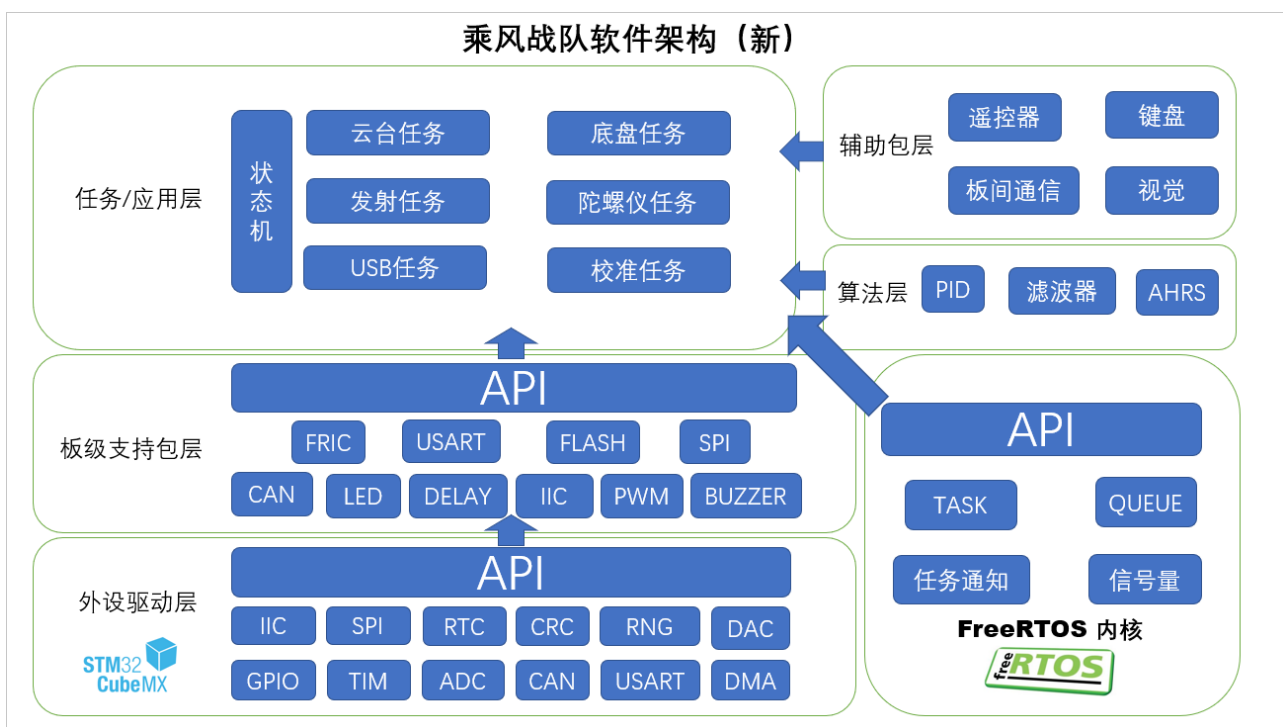 乘风战队软件架构（新）
任务/应用层
状态机
云台任务
底盘任务
发射任务
陀螺仪任务
USB任务
校准任务
辅助包层
遥控器
键盘
板间通信
视觉
算法层
PID
滤波器
AHRS
板级支持包层
API
FRIC
USART
FLASH
SPI
CAN
LED
DELAY
IIC
PWM
BUZZER
外设驱动层
STM32
CubeMX
API
IIC
SPI
RTC
CRC
RNG
DAC
GPIO
TIM
ADC
CAN
USART
DMA
API
TASK
QUEUE
任务通知
信号量
FreeRTOS 内核
free RTOS